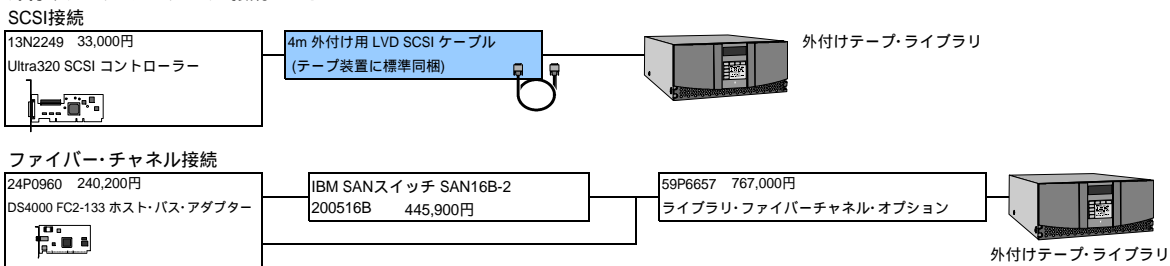 SCSI接続
13N2249 33,000円
Ultra320 SCSI コントローラー
4m 外付け用 LVD SCSI ケーブル
(テープ装置に標準同梱)
外付けテープ・ライブラリ
ファイバー・チャネル接続
24P0960 240,200円
DS4000 FC2-133 ホスト・バス・アダプター
IBM SANスイッチ SAN16B-2
200516B 445,900円
59P6657 767,000円
ライブラリ・ファイバーチャネル・オプション
外付けテープ・ライブラリ